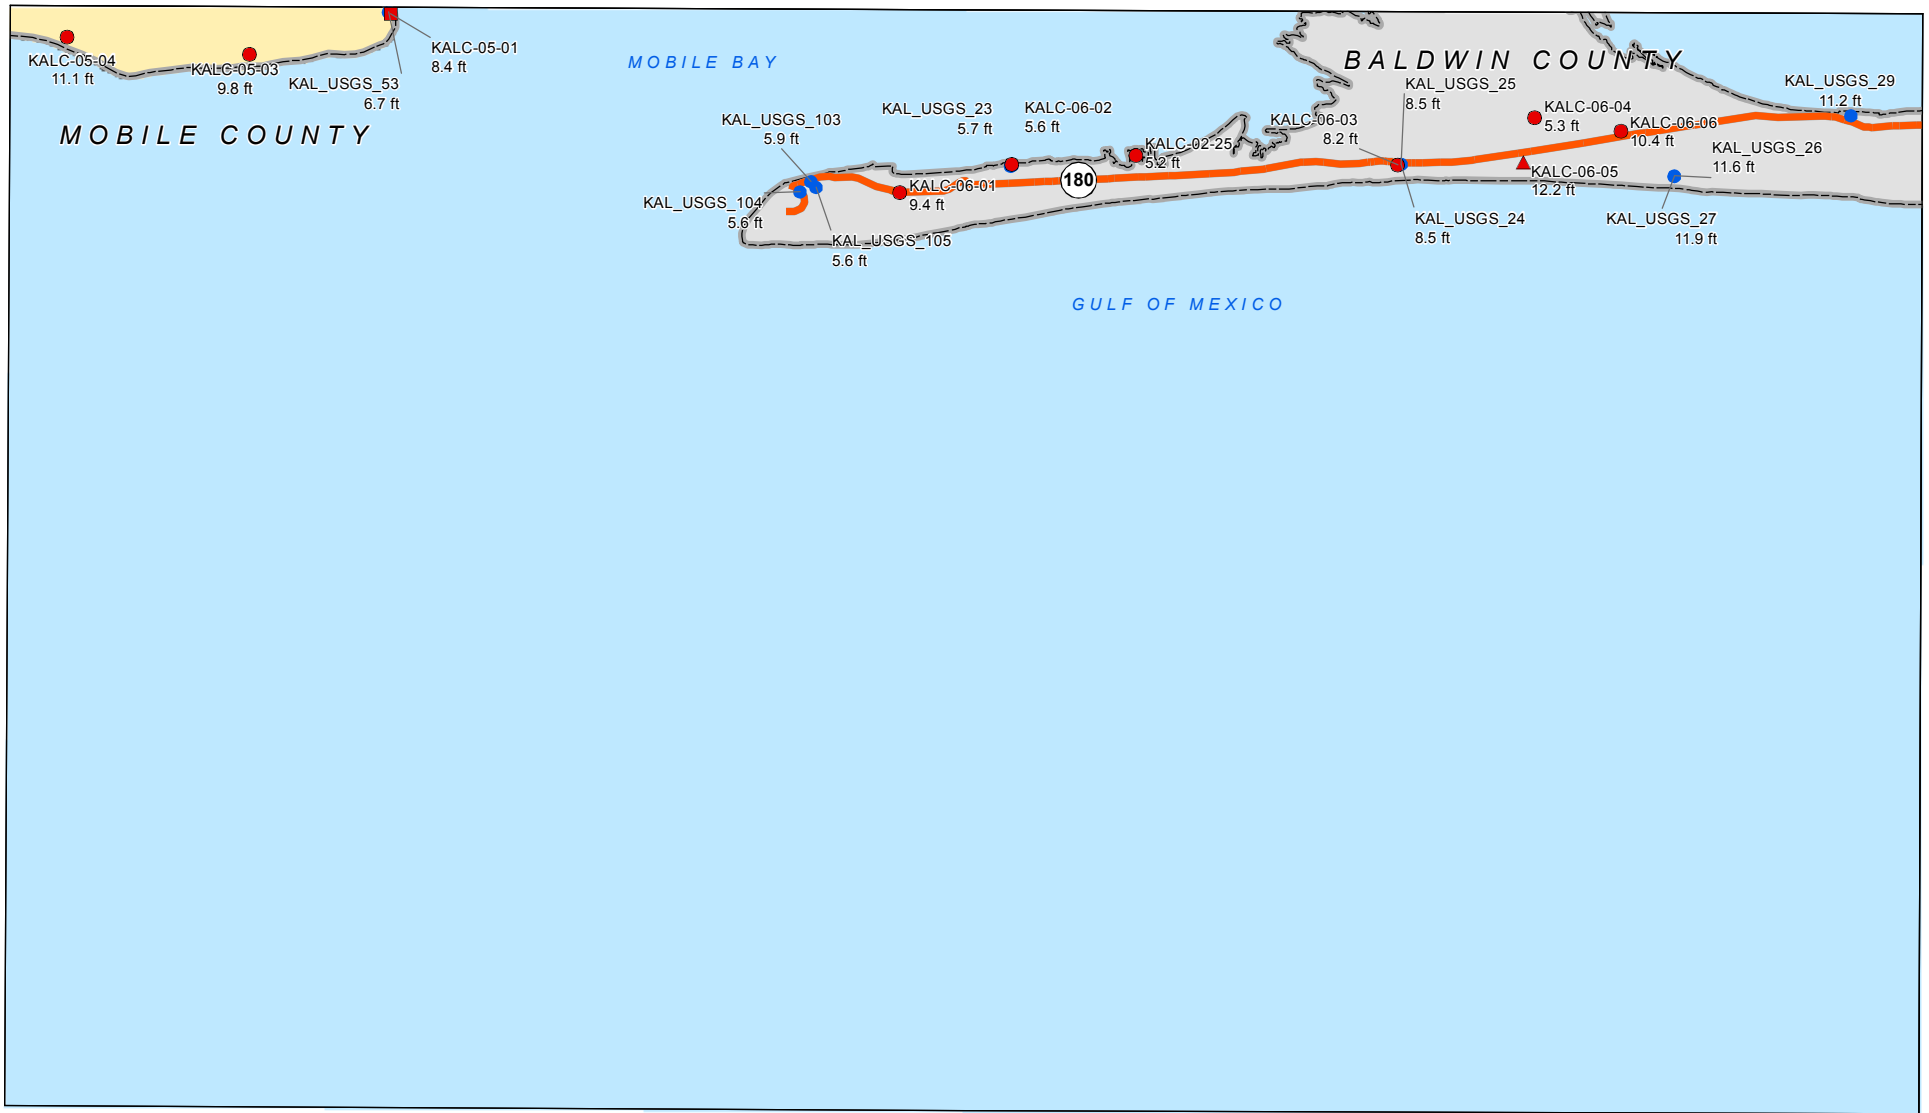 KALC-05-04
11.1 ft
KALC-05-03
9.8 ft
KAL_USGS_53
6.7 ft
KALC-05-01
8.4 ft
MOBILE COUNTY
MOBILE BAY
KAL_USGS_103
5.9 ft
KAL_USGS_23
5.7 ft
KALC-06-02
5.6 ft
KALC-02-25
5.2 ft
KALC-06-03
8.2 ft
BALDWIN COUNTY
KAL_USGS_25
8.5 ft
KALC-06-04
5.3 ft
KALC-06-06
10.4 ft
KAL_USGS_29
11.2 ft
KAL_USGS_26
11.6 ft
KALC-06-05
12.2 ft
180
KALC-06-01
9.4 ft
KAL_USGS_104
5.6 ft
KAL_USGS_105
5.6 ft
KAL_USGS_24
8.5 ft
KAL_USGS_27
11.9 ft
GULF OF MEXICO